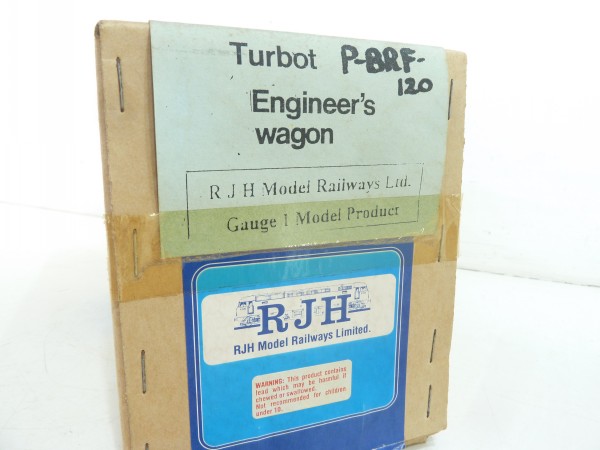 Turbot P-BRF-
120
Engineer's
wagon
R J H Model Railways Ltd.
Gauge 1 Model Product
RJH
RJH Model Railways Limited.
WARNING: This product contains
lead which may be harmful if
chewed or swallowed.
Not recommended for children
under 10.